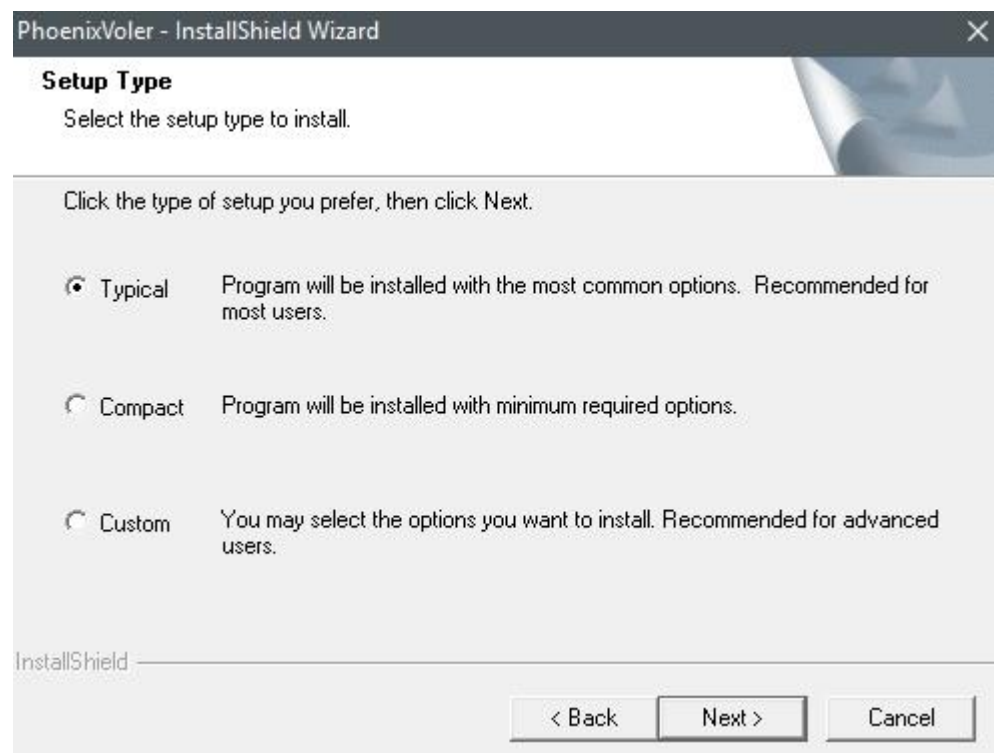 PhoenixVoler - InstallShield Wizard
Setup Type
Select the setup type to install.
Click the type of setup you prefer, then click Next.
Typical Program will be installed with the most common options.  Recommended for
most users.
Compact Program will be installed with minimum required options.
Custom You may select the options you want to install. Recommended for advanced
users.
InstallShield
< Back Next > Cancel